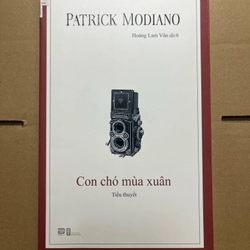 PATRICK MODIANO
Hoàng Lam Vân dịch
Con chó mùa xuân
Tiểu thuyết